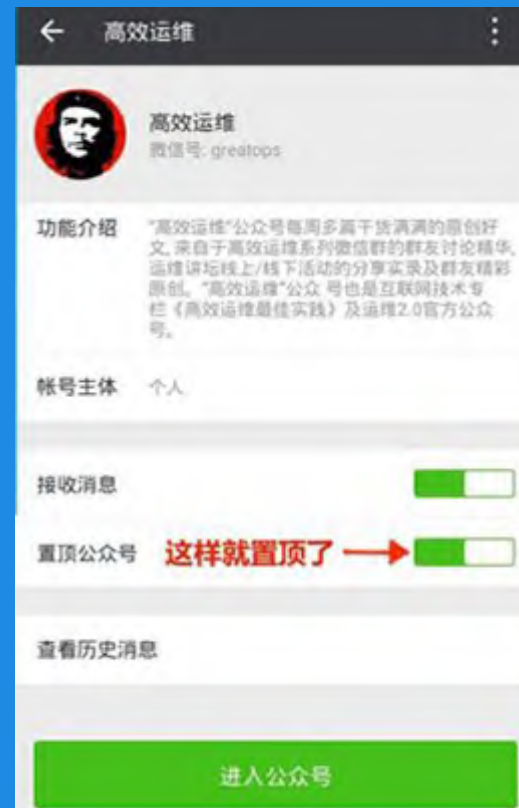 高效运维
高效运维
微信号: greatops
功能介绍
"高效运维"公众号每周多篇干货满满的原创好
文,来自于高效运维系列微信群的群友讨论精华,
运维讲坛线上/线下活动的分享实录及群友精彩
原创。"高效运维"公众 号也是互联网技术专
栏《高效运维最佳实践》及运维2.0官方公众
号。
帐号主体 个人
接收消息
置顶公众号 这样就置顶了
查看历史消息
进入公众号